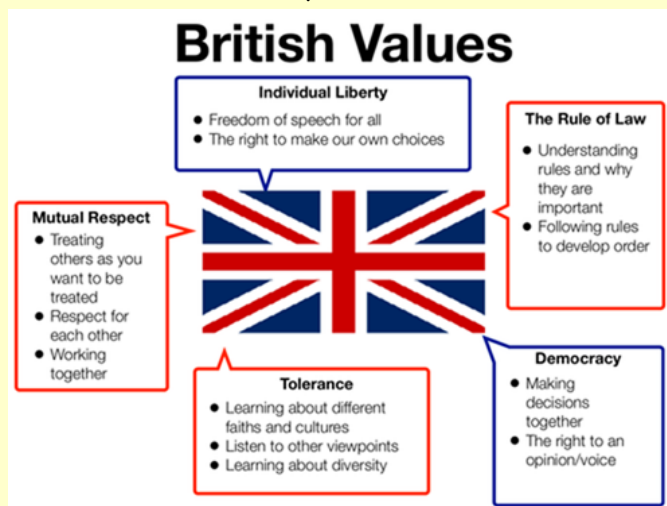 British Values
Individual Liberty
● Freedom of speech for all
● The right to make our own choices
The Rule of Law
● Understanding
rules and why
they are
important
● Following rules
to develop order
Mutual Respect
● Treating
others as you
want to be
treated
● Respect for
each other
● Working
together
Tolerance
● Learning about different
faiths and cultures
● Listen to other viewpoints
● Learning about diversity
Democracy
● Making
decisions
together
● The right to an
opinion/voice